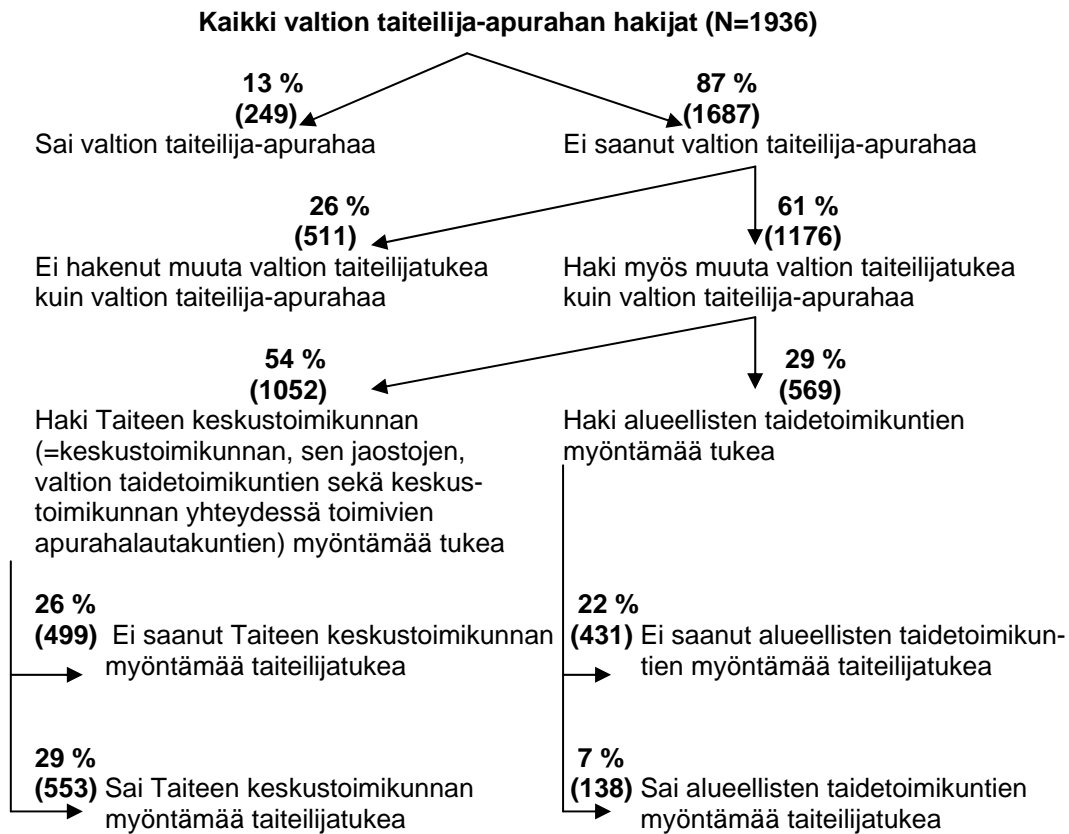 Kaikki valtion taiteilija-apurahan hakijat (N=1936)
13 %
(249)
Sai valtion taiteilija-apurahaa
87 %
(1687)
Ei saanut valtion taiteilija-apurahaa
26 %
(511)
Ei hakenut muuta valtion taiteilijatukea
kuin valtion taiteilija-apurahaa
61 %
(1176)
Haki myös muuta valtion taiteilijatukea
kuin valtion taiteilija-apurahaa
54 %
(1052)
Haki Taiteen keskustoimikunnan
(=keskustoimikunnan, sen jaostojen,
valtion taidetoimikuntien sekä keskus-
toimikunnan yhteydessä toimivien
apurahalautakuntien) myöntämää tukea
29 %
(569)
Haki alueellisten taidetoimikuntien
myöntämää tukea
26 %
(499) Ei saanut Taiteen keskustoimikunnan
myöntämää taiteilijatukea
22 %
(431) Ei saanut alueellisten taidetoimikun-
tien myöntämää taiteilijatukea
29 %
(553) Sai Taiteen keskustoimikunnan
myöntämää taiteilijatukea
7 %
(138) Sai alueellisten taidetoimikuntien
myöntämää taiteilijatukea